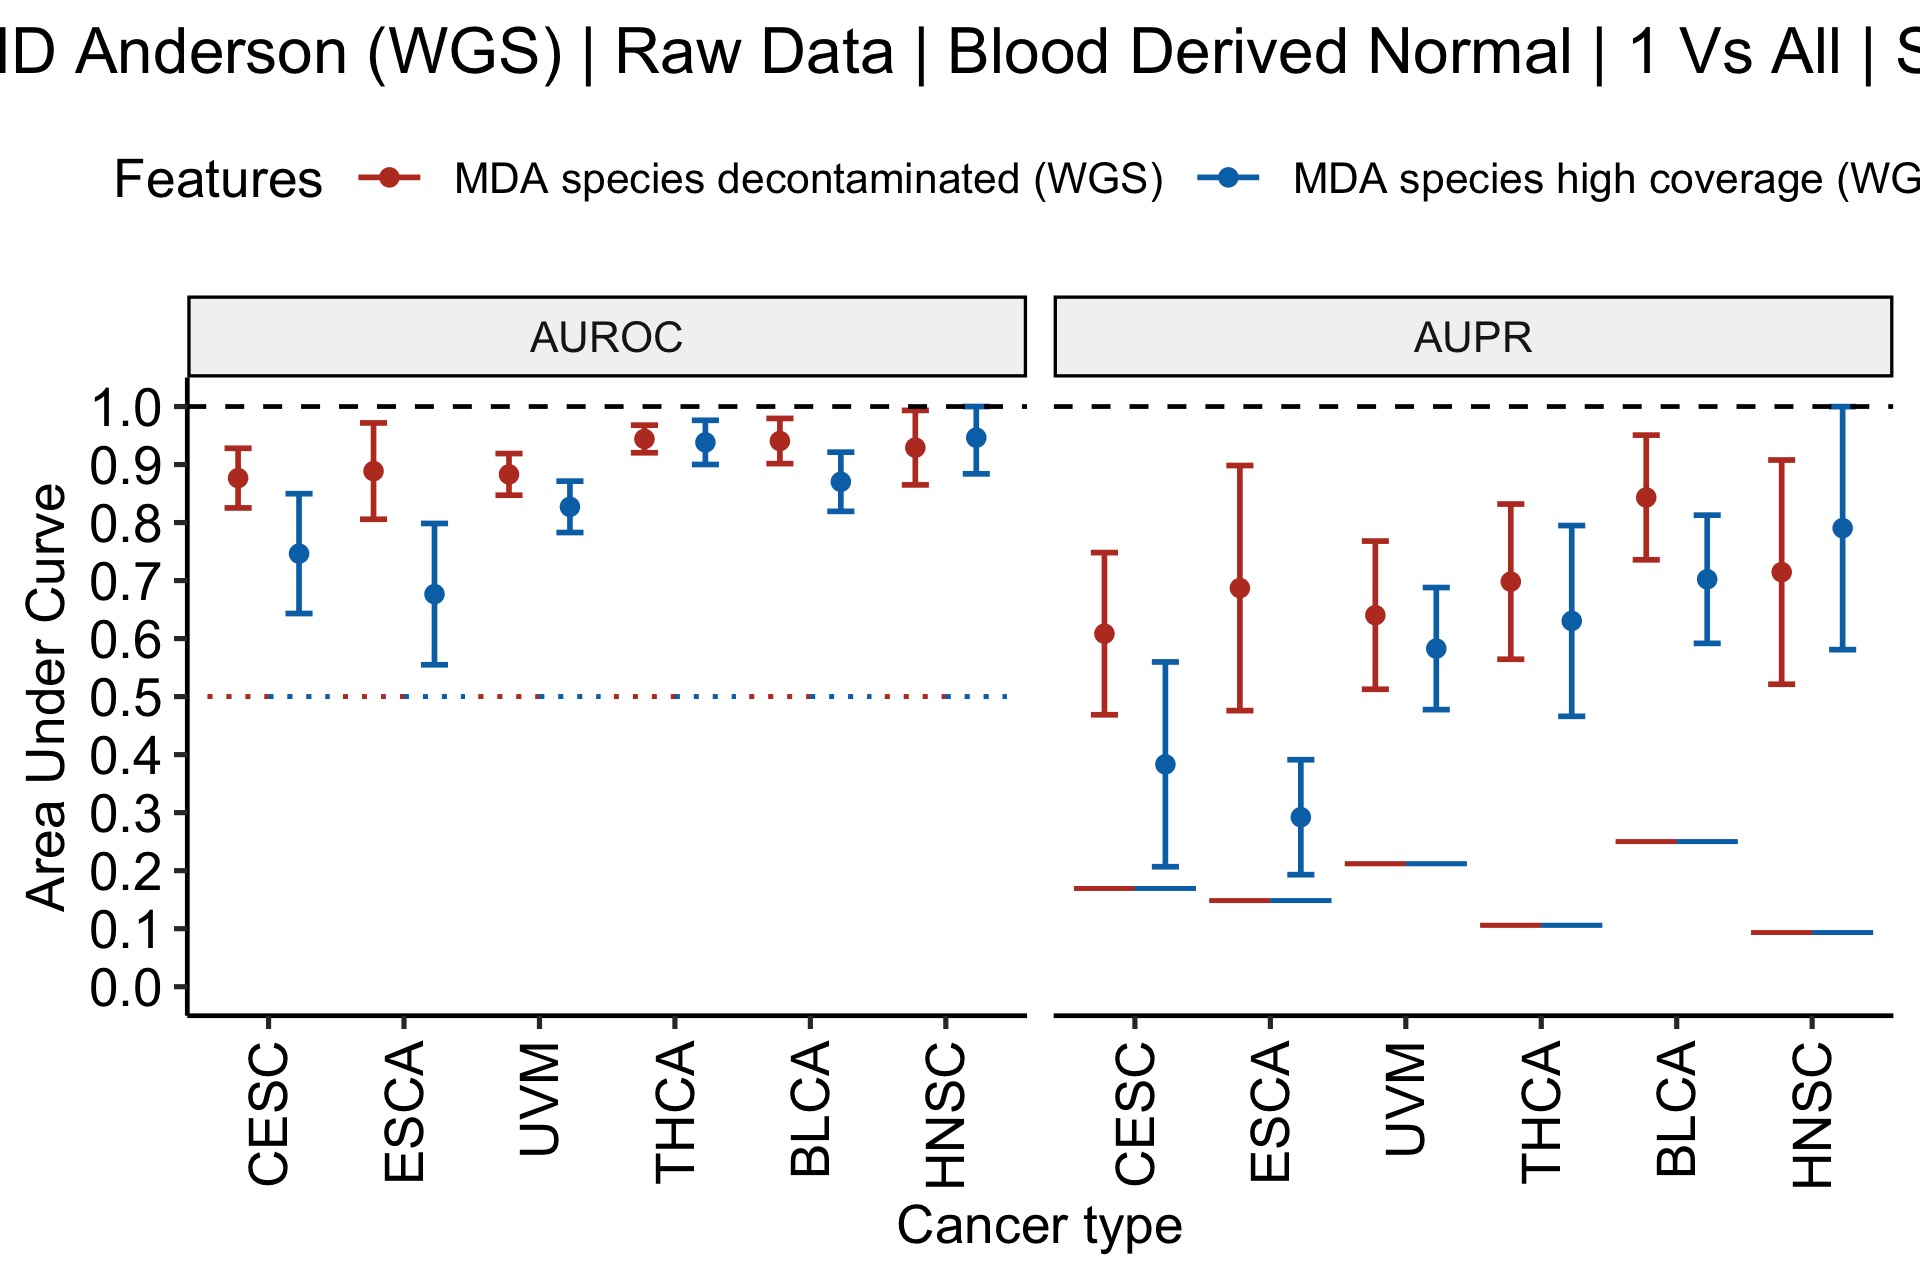 Anderson (WGS) | Raw Data | Blood Derived Normal | 1 Vs All |
Features MDA species decontaminated (WGS) MDA species high coverage (WG
AUROC AUPR
Area Under Curve
1.0
0.9
0.8
0.7
0.6
0.5
0.4
0.3
0.2
0.1
0.0
CESC ESCA UVM THCA BLCA HNSC CESC ESCA UVM THCA BLCA HNSC
Cancer type